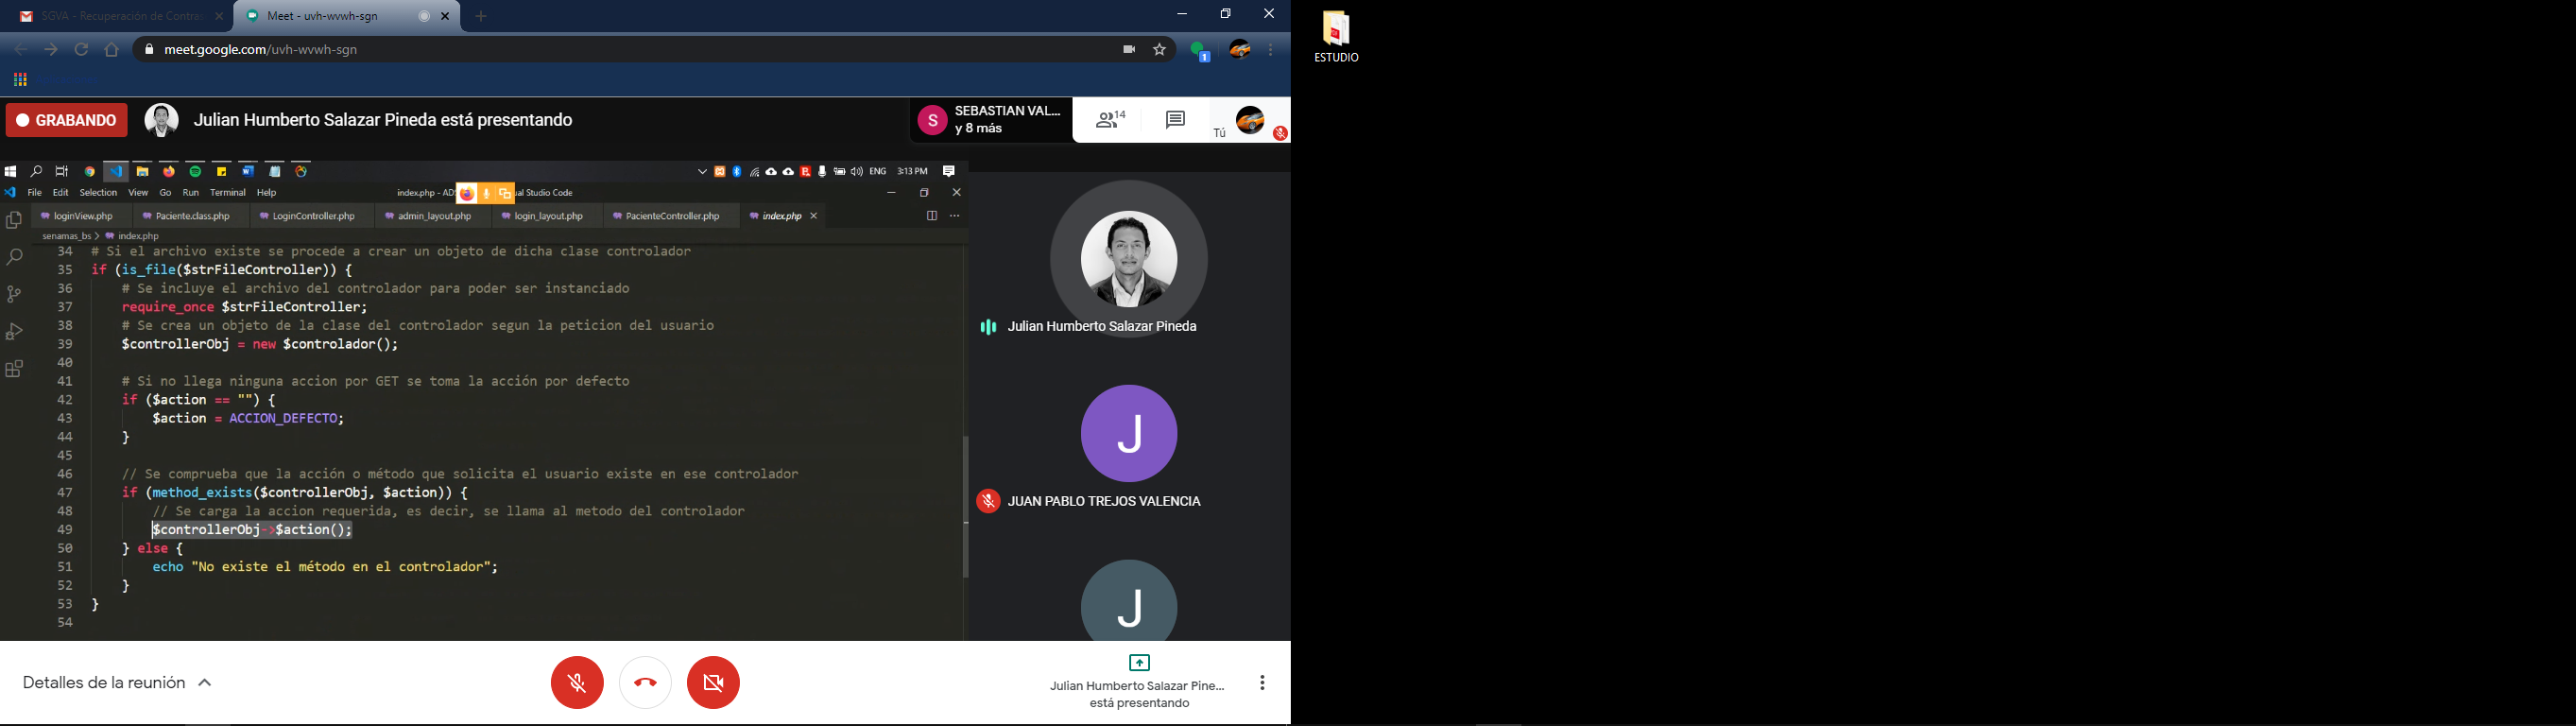 SGVA - Recuperación de Contra
Meet - uvh-wvwh-sgn
meet.google.com/uvh-wvwh-sgn
1
ESTUDIO
GRABANDO
Julian Humberto Salazar Pineda está presentando
S
SEBASTIAN VAL...
y 8 más
14
Tú
ENG
3:13 PM
File Edit Selection View Go Run Terminal Help
index.php - AD
ual Studio Code
loginView.php Paciente.class.php LoginController.php admin_layout.php login_layout.php PacienteController.php index.php
senamas_bs > index.php
34 # Si el archivo existe se procede a crear un objeto de dicha clase controlador
35 if (is_file($strFileController)) {
36 # Se incluye el archivo del controlador para poder ser instanciado
37 require_once $strFileController;
38 # Se crea un objeto de la clase del controlador segun la peticion del usuario
39 $controllerObj = new $controlador();
40
41 # Si no llega ninguna accion por GET se toma la acción por defecto
42 if ($action == "") {
43 $action = ACCION_DEFECTO;
44 }
45
46 // Se comprueba que la acción o método que solicita el usuario existe en ese controlador
47 if (method_exists($controllerObj, $action)) {
48 // Se carga la accion requerida, es decir, se llama al metodo del controlador
49 $controllerObj->$action();
50 } else {
51 echo "No existe el método en el controlador";
52 }
53 }
54
Julian Humberto Salazar Pineda
J
JUAN PABLO TREJOS VALENCIA
J
Detalles de la reunión
Julian Humberto Salazar Pine...
está presentando